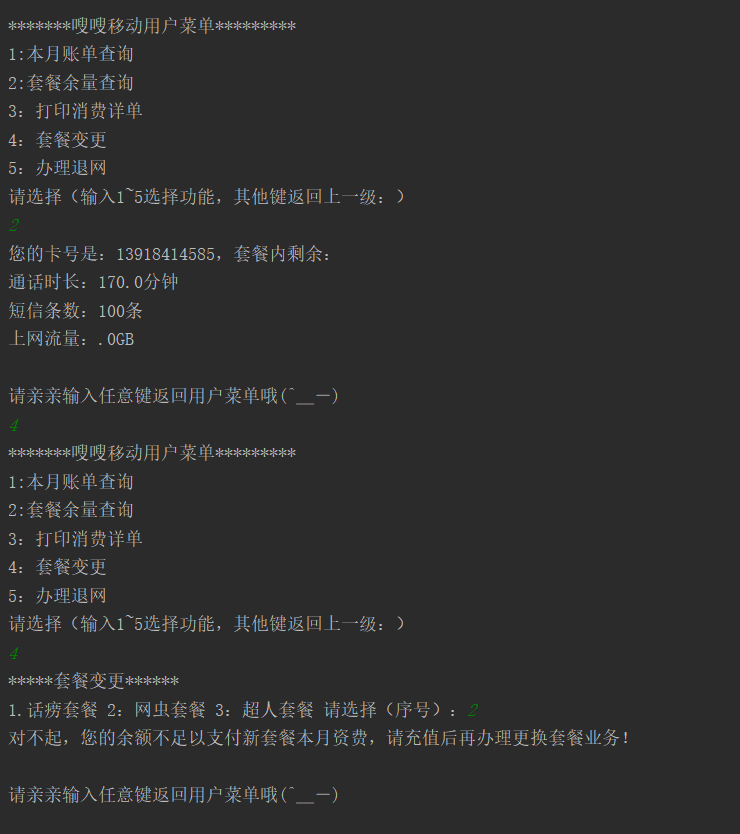 *******嗖嗖移动用户菜单*********
1:本月账单查询
2:套餐余量查询
3：打印消费详单
4：套餐变更
5：办理退网
请选择（输入1~5选择功能，其他键返回上一级：）
2
您的卡号是：13918414585，套餐内剩余：
通话时长：170.0分钟
短信条数：100条
上网流量：.0GB
请亲亲输入任意键返回用户菜单哦(^__－)
4
*******嗖嗖移动用户菜单*********
1:本月账单查询
2:套餐余量查询
3：打印消费详单
4：套餐变更
5：办理退网
请选择（输入1~5选择功能，其他键返回上一级：）
4
*****套餐变更******
1.话痨套餐 2：网虫套餐 3：超人套餐 请选择（序号）：2
对不起，您的余额不足以支付新套餐本月资费，请充值后再办理更换套餐业务！
请亲亲输入任意键返回用户菜单哦(^__－)